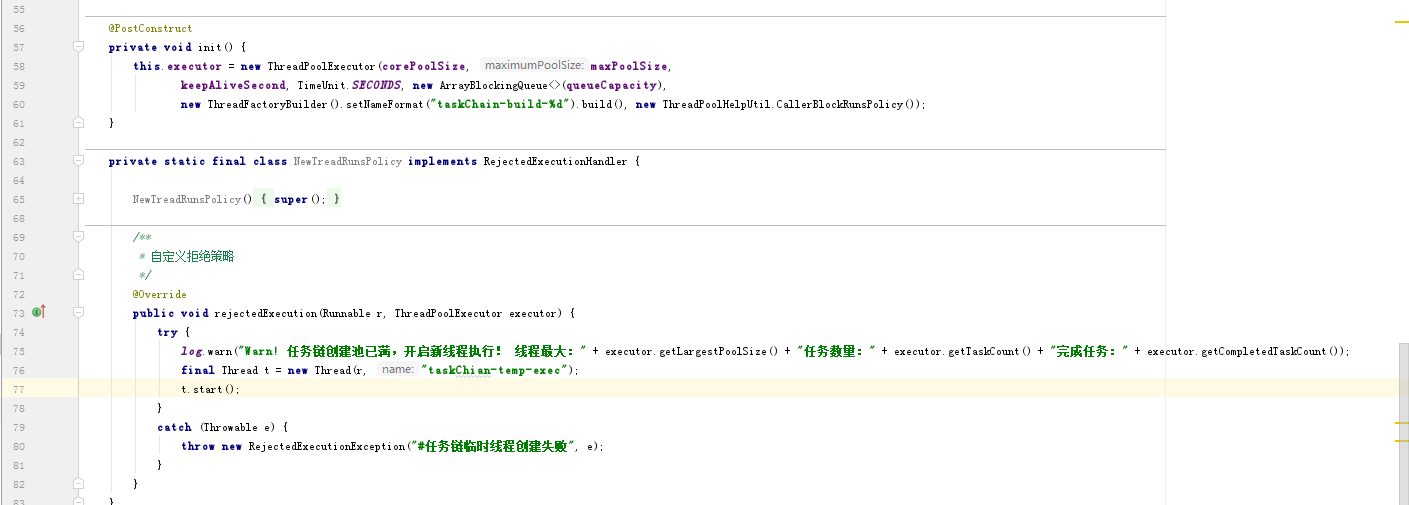 55
56 @PostConstruct
57 private void init() {
58 this.executor = new ThreadPoolExecutor(corePoolSize, maximumPoolSize: maxPoolSize,
59 keepAliveSecond, TimeUnit.SECONDS, new ArrayBlockingQueue<>(queueCapacity),
60 new ThreadFactoryBuilder().setNameFormat("taskChain-build-%d").build(), new ThreadPoolHelpUtil.CallerBlockRunsPolicy());
61 }
62
63 private static final class NewTreadRunsPolicy implements RejectedExecutionHandler {
64
65 NewTreadRunsPolicy() { super(); }
68
69 /**
70 * 自定义拒绝策略
71 */
72 @Override
73 public void rejectedExecution(Runnable r, ThreadPoolExecutor executor) {
74 try {
75 log.warn("Warn! 任务链创建池已满，开启新线程执行! 线程最大：" + executor.getLargestPoolSize() + "任务数量：" + executor.getTaskCount() + "完成任务：" + executor.getCompletedTaskCount());
76 final Thread t = new Thread(r, name: "taskChian-temp-exec");
77 t.start();
78 }
79 catch (Throwable e) {
80 throw new RejectedExecutionException("#任务链临时线程创建失败", e);
81 }
82 }
83 }